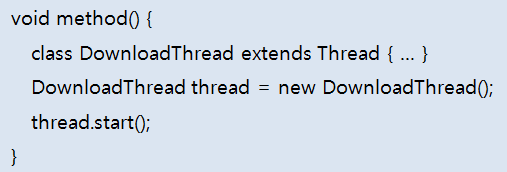 void method() {
class DownloadThread extends Thread { ... }
DownloadThread thread = new DownloadThread();
thread.start();
}